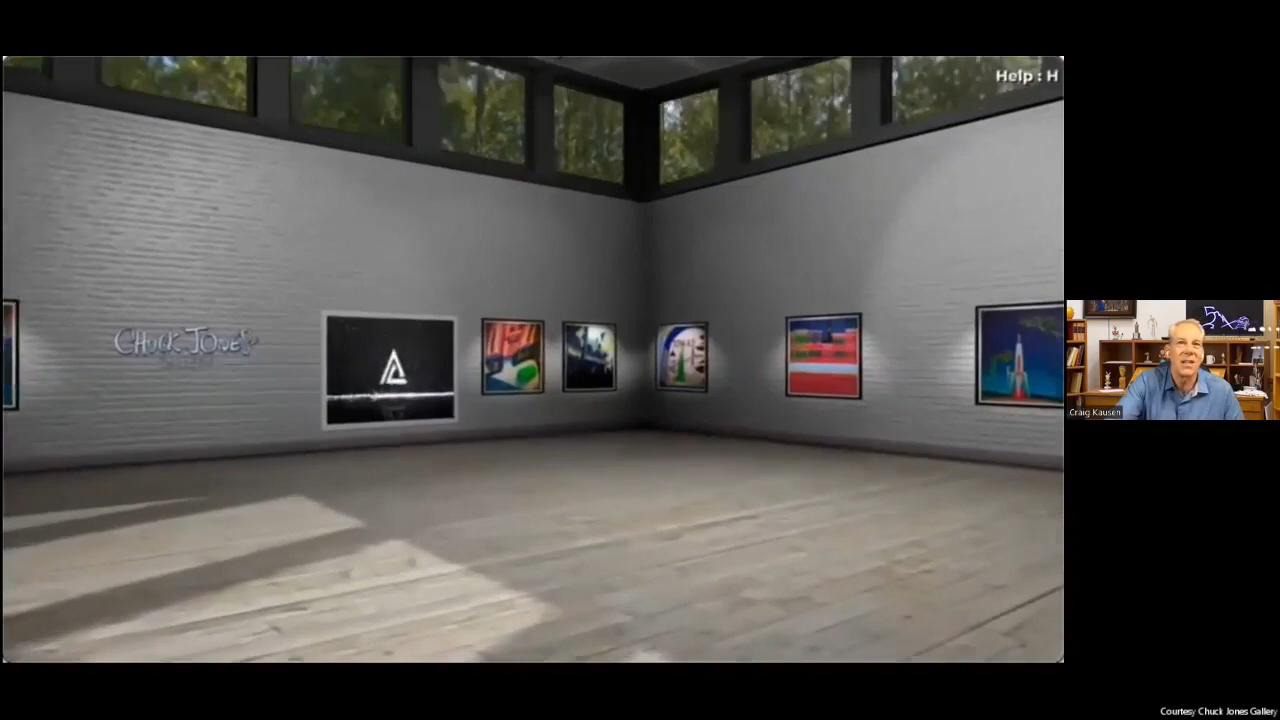 Help : H
CHUCK JONES
Craig Kausen
Courtesy Chuck Jones Gallery